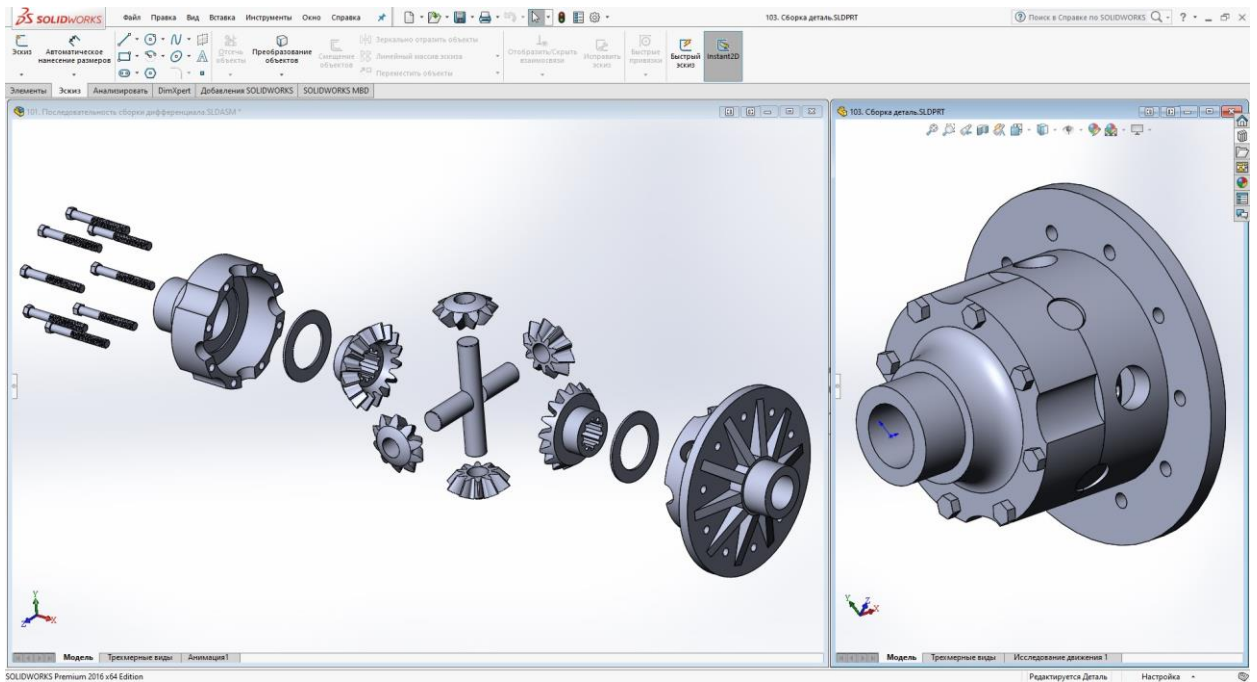 SOLIDWORKS Файл Правка Вид Вставка Инструменты Окно Справка 103. Сборка деталь.SLDPRT Поиск в Справке по SOLIDWORKS
Эскиз Автоматическое нанесение размеров Отсечь объекты Преобразование объектов Смещение объектов Зеркально отразить объекты Отобразить/Скрыть взаимосвязи Исправить эскиз Быстрые привязки Быстрый эскиз Instant2D
Линейный массив эскиза
Переместить объекты
Элементы Эскиз Анализировать DimXpert Добавления SOLIDWORKS SOLIDWORKS MBD
101. Последовательность сборки дифференциала.SLDASM * 103. Сборка деталь.SLDPRT
Y Z X
Y Z X
Модель Трехмерные виды Анимация1 Модель Трехмерные виды Исследование движения 1
SOLIDWORKS Premium 2016 x64 Edition Редактируется Деталь Настройка